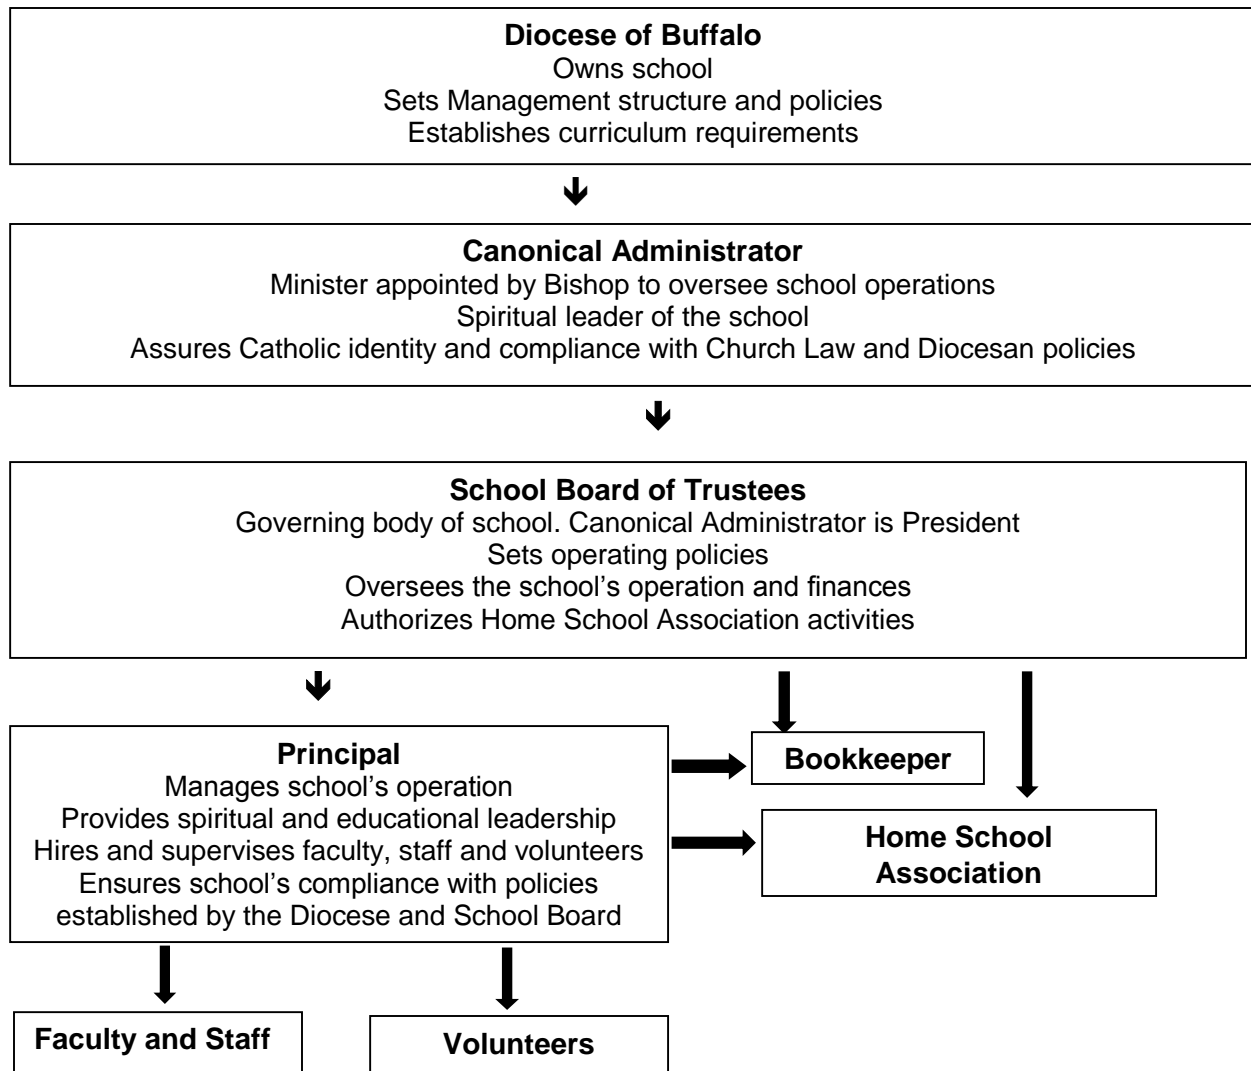 Diocese of Buffalo
Owns school
Sets Management structure and policies
Establishes curriculum requirements
Canonical Administrator
Minister appointed by Bishop to oversee school operations
Spiritual leader of the school
Assures Catholic identity and compliance with Church Law and Diocesan policies
School Board of Trustees
Governing body of school. Canonical Administrator is President
Sets operating policies
Oversees the school’s operation and finances
Authorizes Home School Association activities
Principal
Manages school’s operation
Provides spiritual and educational leadership
Hires and supervises faculty, staff and volunteers
Ensures school’s compliance with policies
established by the Diocese and School Board
Bookkeeper
Home School
Association
Faculty and Staff
Volunteers